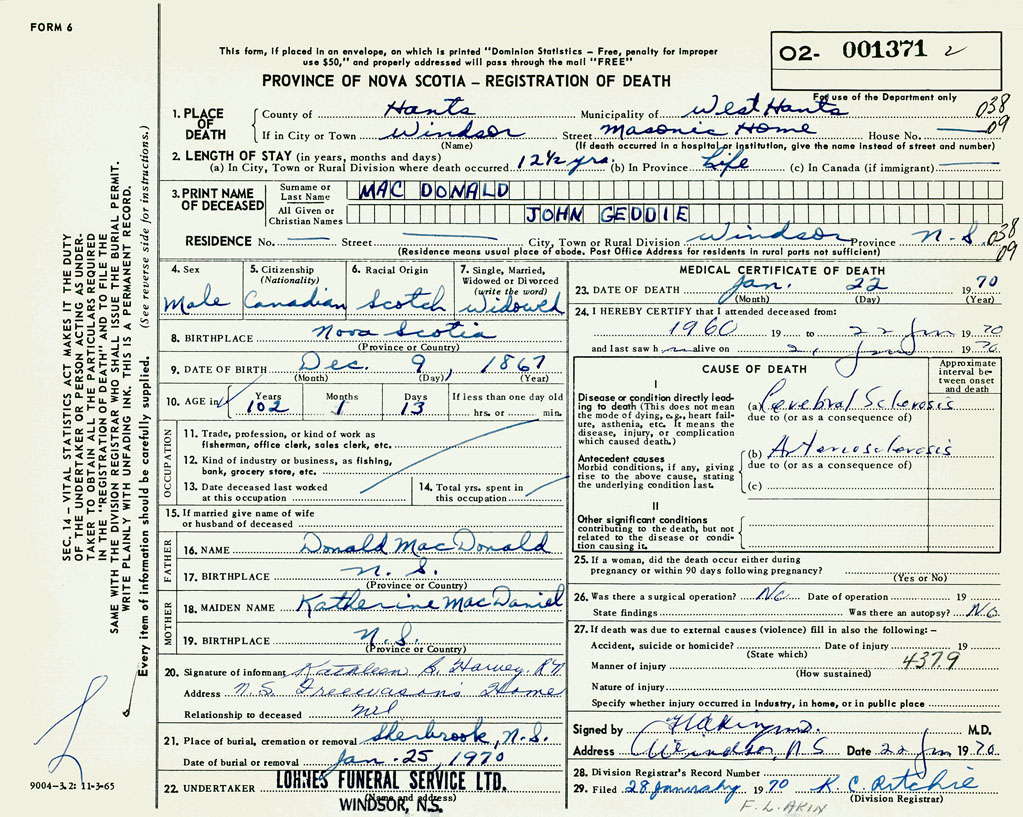 FORM 6
This form, if placed in an envelope, on which is printed "Dominion Statistics – Free, penalty for improper
use $50," and properly addressed will pass through the mail "FREE"
PROVINCE OF NOVA SCOTIA – REGISTRATION OF DEATH
02- 001371 2
For use of the Department only
038
09
1. PLACE OF DEATH
County of Hants Municipality of West Hants
If in City or Town Windsor Street Masonic Home House No.
(Name) (If death occurred in a hospital or institution, give the name instead of street and number)
2. LENGTH OF STAY (in years, months and days)
(a) In City, Town or Rural Division where death occurred 12½ yrs. (b) In Province Life (c) In Canada (if immigrant)
3. PRINT NAME OF DECEASED
Surname or Last Name MAC DONALD
All Given or Christian Names JOHN GEDDIE
RESIDENCE No. Street City, Town or Rural Division Windsor Province N.S. 038
09
(Residence means usual place of abode. Post Office Address for residents in rural parts not sufficient)
4. Sex Male
5. Citizenship (Nationality) Canadian
6. Racial Origin Scotch
7. Single, Married, Widowed or Divorced (write the word) Widowed
8. BIRTHPLACE Nova Scotia
(Province or Country)
9. DATE OF BIRTH Dec. 9, 1867
(Month) (Day) (Year)
10. AGE in Years 102 Months 1 Days 13 If less than one day old
hrs. or min.
OCCUPATION
11. Trade, profession, or kind of work as
fisherman, office clerk, sales clerk, etc.
12. Kind of industry or business, as fishing,
bank, grocery store, etc.
13. Date deceased last worked
at this occupation
14. Total yrs. spent in
this occupation
15. If married give name of wife
or husband of deceased
FATHER
16. NAME Donald MacDonald
17. BIRTHPLACE N.S.
(Province or Country)
MOTHER
18. MAIDEN NAME Katherine MacDaniel
19. BIRTHPLACE N.S.
(Province or Country)
20. Signature of informant Kathleen B. Harvey, RN
Address N.S. Freemason's Home
Relationship to deceased nil
21. Place of burial, cremation or removal Sherbrook, N.S.
Date of burial or removal Jan. 25, 1970
22. UNDERTAKER LOHNES FUNERAL SERVICE LTD.
(Name and address)
WINDSOR, N.S.
MEDICAL CERTIFICATE OF DEATH
23. DATE OF DEATH Jan. 22 1970
(Month) (Day) (Year)
24. I HEREBY CERTIFY that I attended deceased from:
1960 19 to 22 Jan 1970
and last saw him alive on 2, Jan 1970
CAUSE OF DEATH
Approximate interval between onset and death
I
Disease or condition directly leading to death (This does not mean the mode of dying, e.g., heart failure, asthenia, etc. It means the disease, injury, or complication which caused death.)
(a) Cerebral Sclerosis
due to (or as a consequence of)
Antecedent causes
Morbid conditions, if any, giving rise to the above cause, stating the underlying condition last.
(b) Arteriosclerosis
due to (or as a consequence of)
(c)
II
Other significant conditions
contributing to the death, but not related to the disease or condition causing it.
25. If a woman, did the death occur either during
pregnancy or within 90 days following pregnancy?
(Yes or No)
26. Was there a surgical operation? No Date of operation 19
State findings Was there an autopsy? No
27. If death was due to external causes (violence) fill in also the following:–
Accident, suicide or homicide? Date of injury 19
(State which) 4379
Manner of injury
(How sustained)
Nature of injury
Specify whether injury occurred in industry, in home, or in public place
Signed by M.D.
Address Windsor, N S Date 22 Jan 1970
28. Division Registrar's Record Number
29. Filed 28 January 1970 R. C. Ritchie
(Division Registrar)
F. L. AKIN
SEC. 14 – VITAL STATISTICS ACT MAKES IT THE DUTY
OF THE UNDERTAKER OR PERSON ACTING AS UNDER-
TAKER TO OBTAIN ALL THE PARTICULARS REQUIRED
IN THE "REGISTRATION OF DEATH" AND TO FILE THE
SAME WITH THE DIVISION REGISTRAR WHO SHALL ISSUE THE BURIAL PERMIT.
WRITE PLAINLY WITH UNFADING INK. THIS IS A PERMANENT RECORD.
Every item of information should be carefully supplied. (See reverse side for instructions.)
9004–3.2: 11-3-65